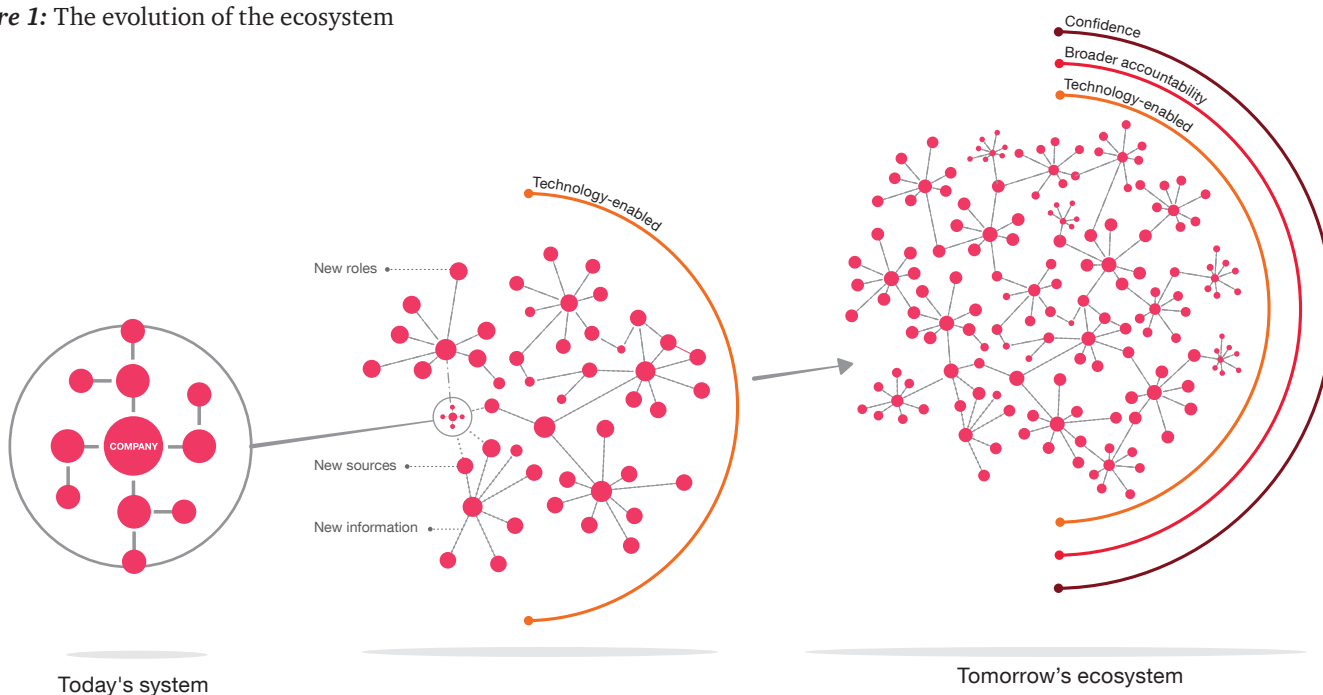 re 1: The evolution of the ecosystem
Confidence
Broader accountability
Technology-enabled
Technology-enabled
New roles
COMPANY
New sources
New information
Today's system
Tomorrow's ecosystem